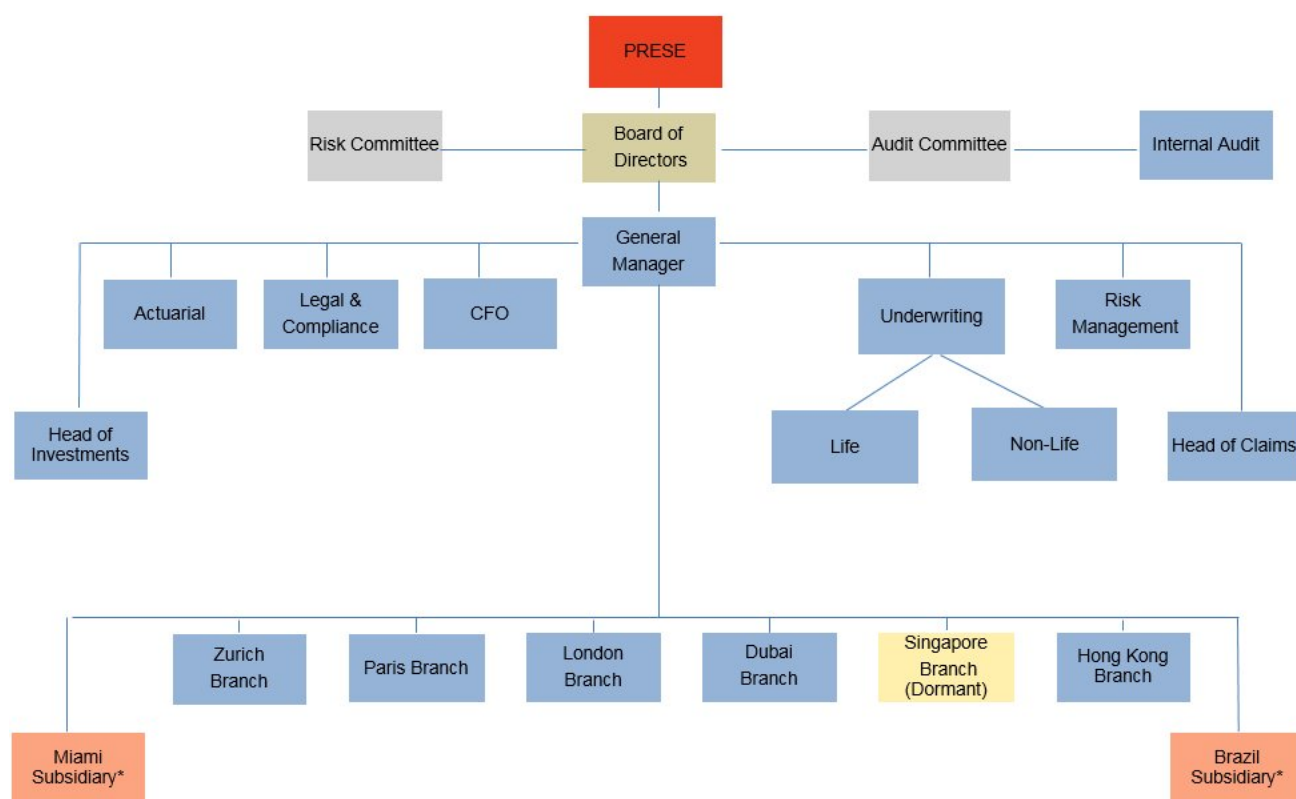 PRESE
Risk Committee
Board of
Directors
Audit Committee
Internal Audit
General
Manager
Actuarial
Legal &
Compliance
CFO
Underwriting
Risk
Management
Head of
Investments
Life
Non-Life
Head of Claims
Zurich
Branch
Paris Branch
London
Branch
Dubai
Branch
Singapore
Branch
(Dormant)
Hong Kong
Branch
Miami
Subsidiary*
Brazil
Subsidiary*